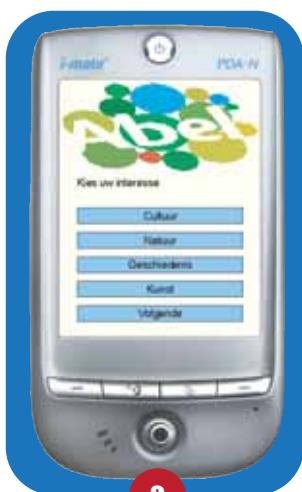 i-mate PDA-N
Abel
Kies uw interesse
Cultuur
Natuur
Geschiedenis
Kunst
Volgende